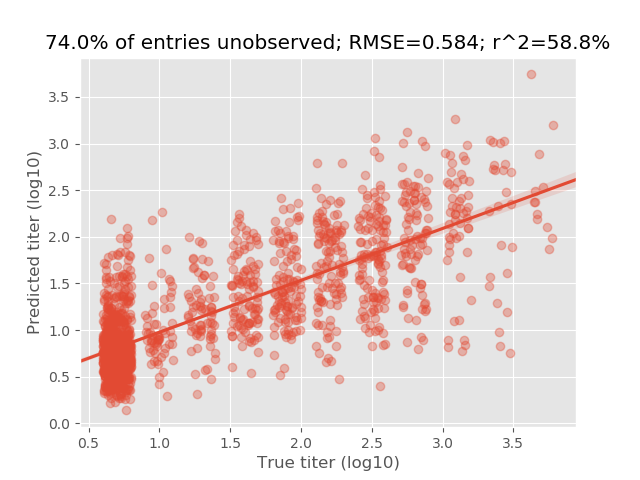 74.0% of entries unobserved; RMSE=0.584; r^2=58.8%
Predicted titer (log10)
3.5
3.0
2.5
2.0
1.5
1.0
0.5
0.0
0.5 1.0 1.5 2.0 2.5 3.0 3.5
True titer (log10)